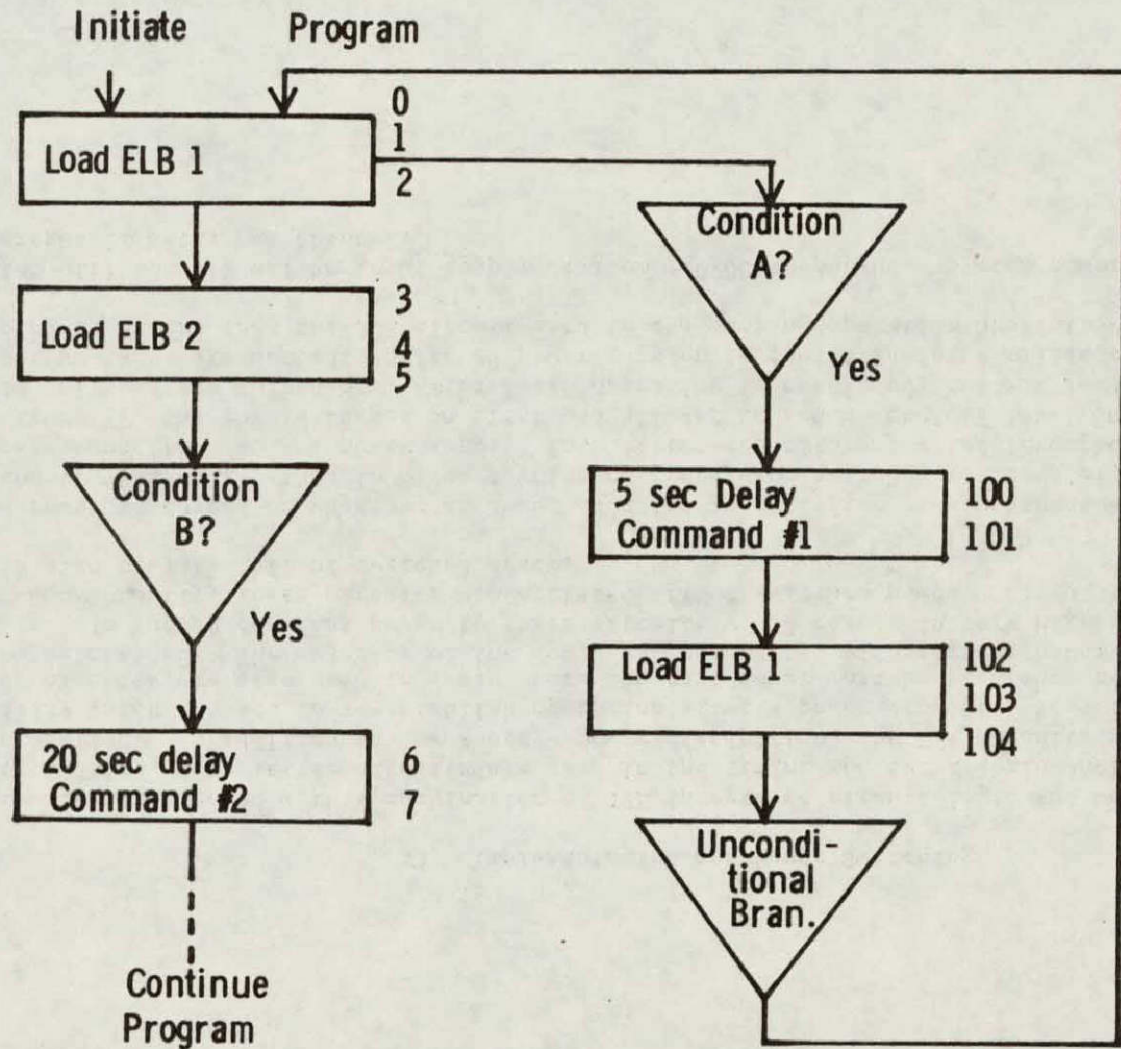 Initiate Program
Load ELB 1
0
1
2
Load ELB 2
3
4
5
Condition
B?
Yes
20 sec delay
Command #2
6
7
Continue
Program
Condition
A?
Yes
5 sec Delay
Command #1
100
101
Load ELB 1
102
103
104
Uncondi-
tional
Bran.